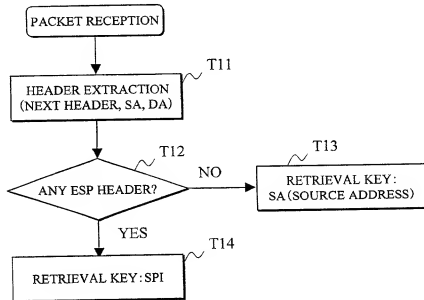 PACKET RECEPTION
T11
HEADER EXTRACTION
(NEXT HEADER, SA, DA)
T12
ANY ESP HEADER?
NO
T13
RETRIEVAL KEY:
SA(SOURCE ADDRESS)
YES
T14
RETRIEVAL KEY:SPI